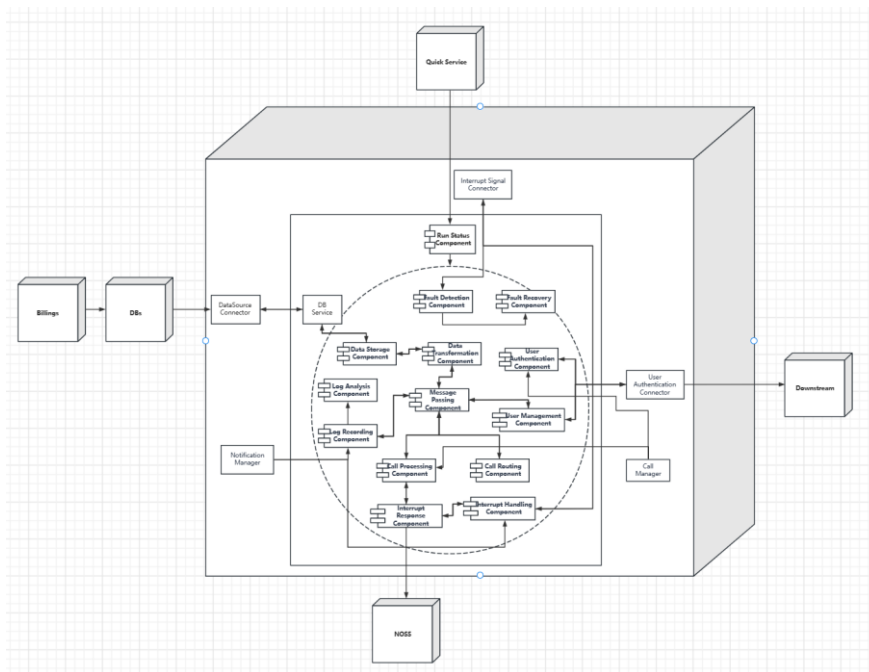 Quick Service
Interrupt Signal
Connector
Run Status
Component
Billings
DBs
DataSource
Connector
DB
Service
Fault Detection
Component
Fault Recovery
Component
Data Storage
Component
Data
Transformation
Component
User
Authentication
Component
Log Analysis
Component
Message
Passing
Component
User
Authentication
Connector
Downstream
User Management
Component
Log Recording
Component
Notification
Manager
Call Processing
Component
Call Routing
Component
Call
Manager
Interrupt
Response
Component
Interrupt Handling
Component
NOSS